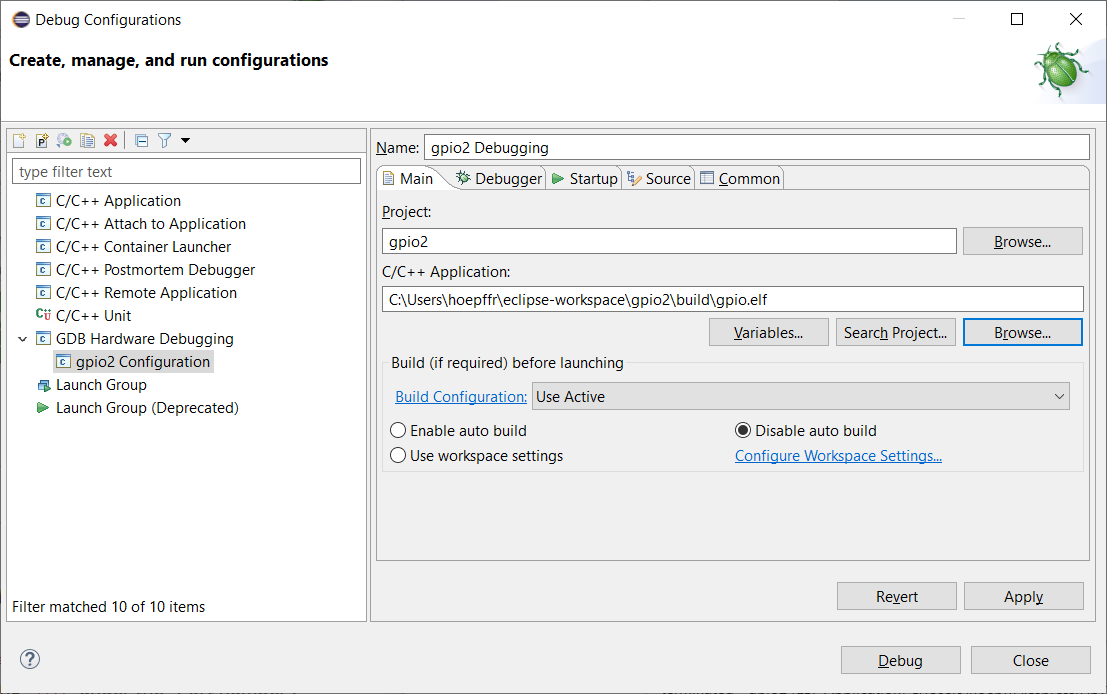 Debug Configurations
Create, manage, and run configurations
type filter text
C/C++ Application
C/C++ Attach to Application
C/C++ Container Launcher
C/C++ Postmortem Debugger
C/C++ Remote Application
C/C++ Unit
GDB Hardware Debugging
gpio2 Configuration
Launch Group
Launch Group (Deprecated)
Filter matched 10 of 10 items
Name: gpio2 Debugging
Main Debugger Startup Source Common
Project:
gpio2 Browse...
C/C++ Application:
C:\Users\hoepffr\eclipse-workspace\gpio2\build\gpio.elf
Variables... Search Project... Browse...
Build (if required) before launching
Build Configuration: Use Active
Enable auto build Disable auto build
Use workspace settings Configure Workspace Settings...
Revert Apply
Debug Close